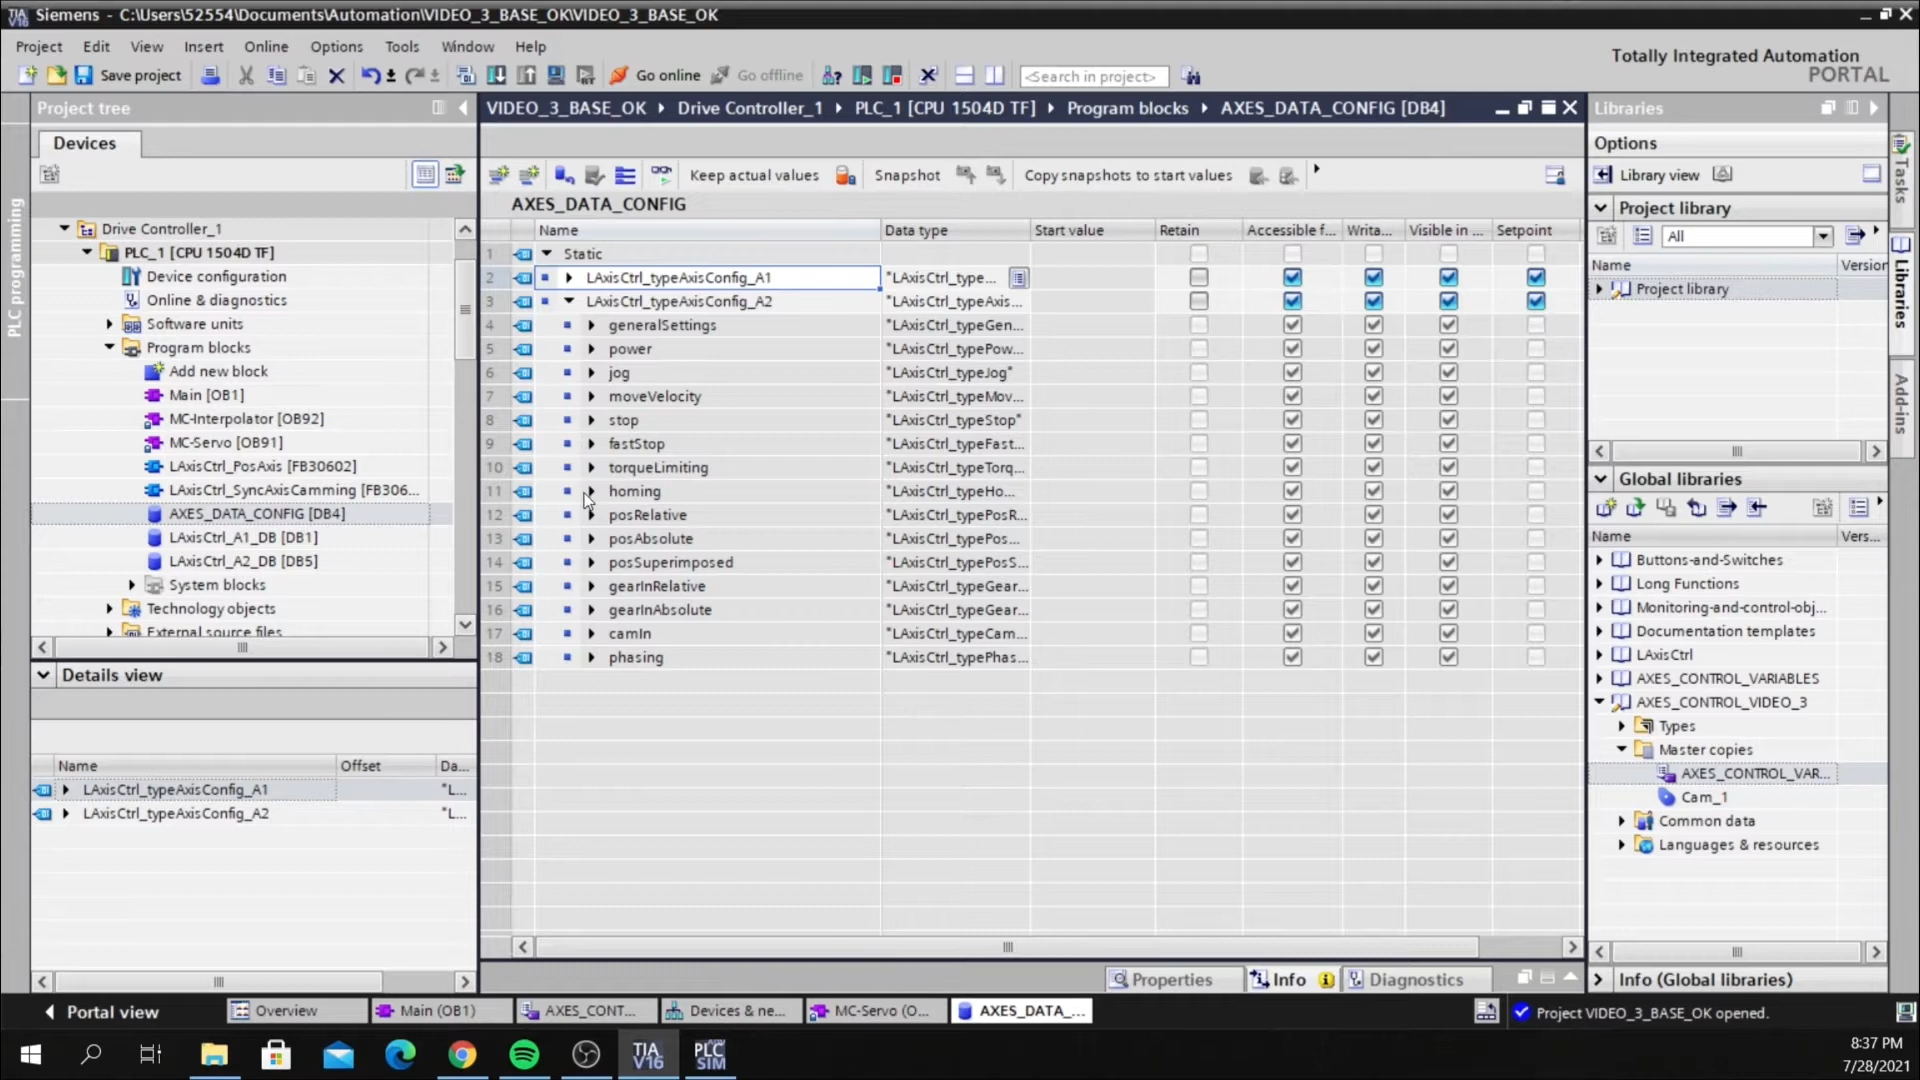 Siemens - C:\Users\52554\Documents\Automation\VIDEO_3_BASE_OK\VIDEO_3_BASE_OK
Project Edit View Insert Online Options Tools Window Help
Totally Integrated Automation
PORTAL
Save project
Go online
Go offline
<Search in project>
Project tree
VIDEO_3_BASE_OK Drive Controller_1 PLC_1 [CPU 1504D TF] Program blocks AXES_DATA_CONFIG [DB4]
Libraries
Devices
Options
Keep actual values
Snapshot
Copy snapshots to start values
Library view
PLC programming
Tasks
Libraries
Add-ins
AXES_DATA_CONFIG
Project library
All
Name Version
Project library
Drive Controller_1
PLC_1 [CPU 1504D TF]
Device configuration
Online & diagnostics
Software units
Program blocks
Add new block
Main [OB1]
MC-Interpolator [OB92]
MC-Servo [OB91]
LAxisCtrl_PosAxis [FB30602]
LAxisCtrl_SyncAxisCamming [FB306...
AXES_DATA_CONFIG [DB4]
LAxisCtrl_A1_DB [DB1]
LAxisCtrl_A2_DB [DB5]
System blocks
Technology objects
External source files
Name Data type Start value Retain Accessible f... Writa... Visible in ... Setpoint
1 Static
2 LAxisCtrl_typeAxisConfig_A1 "LAxisCtrl_type...
3 LAxisCtrl_typeAxisConfig_A2 "LAxisCtrl_typeAxis...
4 generalSettings "LAxisCtrl_typeGen...
5 power "LAxisCtrl_typePow...
6 jog "LAxisCtrl_typeJog"
7 moveVelocity "LAxisCtrl_typeMov...
8 stop "LAxisCtrl_typeStop"
9 fastStop "LAxisCtrl_typeFast...
10 torqueLimiting "LAxisCtrl_typeTorq...
11 homing "LAxisCtrl_typeHo...
12 posRelative "LAxisCtrl_typePosR...
13 posAbsolute "LAxisCtrl_typePos...
14 posSuperimposed "LAxisCtrl_typePosS...
15 gearInRelative "LAxisCtrl_typeGear...
16 gearInAbsolute "LAxisCtrl_typeGear...
17 camIn "LAxisCtrl_typeCam...
18 phasing "LAxisCtrl_typePhas...
Global libraries
Name Vers...
Buttons-and-Switches
Long Functions
Monitoring-and-control-obj...
Documentation templates
LAxisCtrl
AXES_CONTROL_VARIABLES
AXES_CONTROL_VIDEO_3
Types
Master copies
AXES_CONTROL_VAR...
Cam_1
Common data
Languages & resources
Details view
Name Offset Da...
LAxisCtrl_typeAxisConfig_A1 "L...
LAxisCtrl_typeAxisConfig_A2 "L...
Properties Info Diagnostics
Info (Global libraries)
Portal view
Overview
Main (OB1)
AXES_CONT...
Devices & ne...
MC-Servo (O...
AXES_DATA_...
Project VIDEO_3_BASE_OK opened.
TIA
V16
PLC
SIM
8:37 PM
7/28/2021